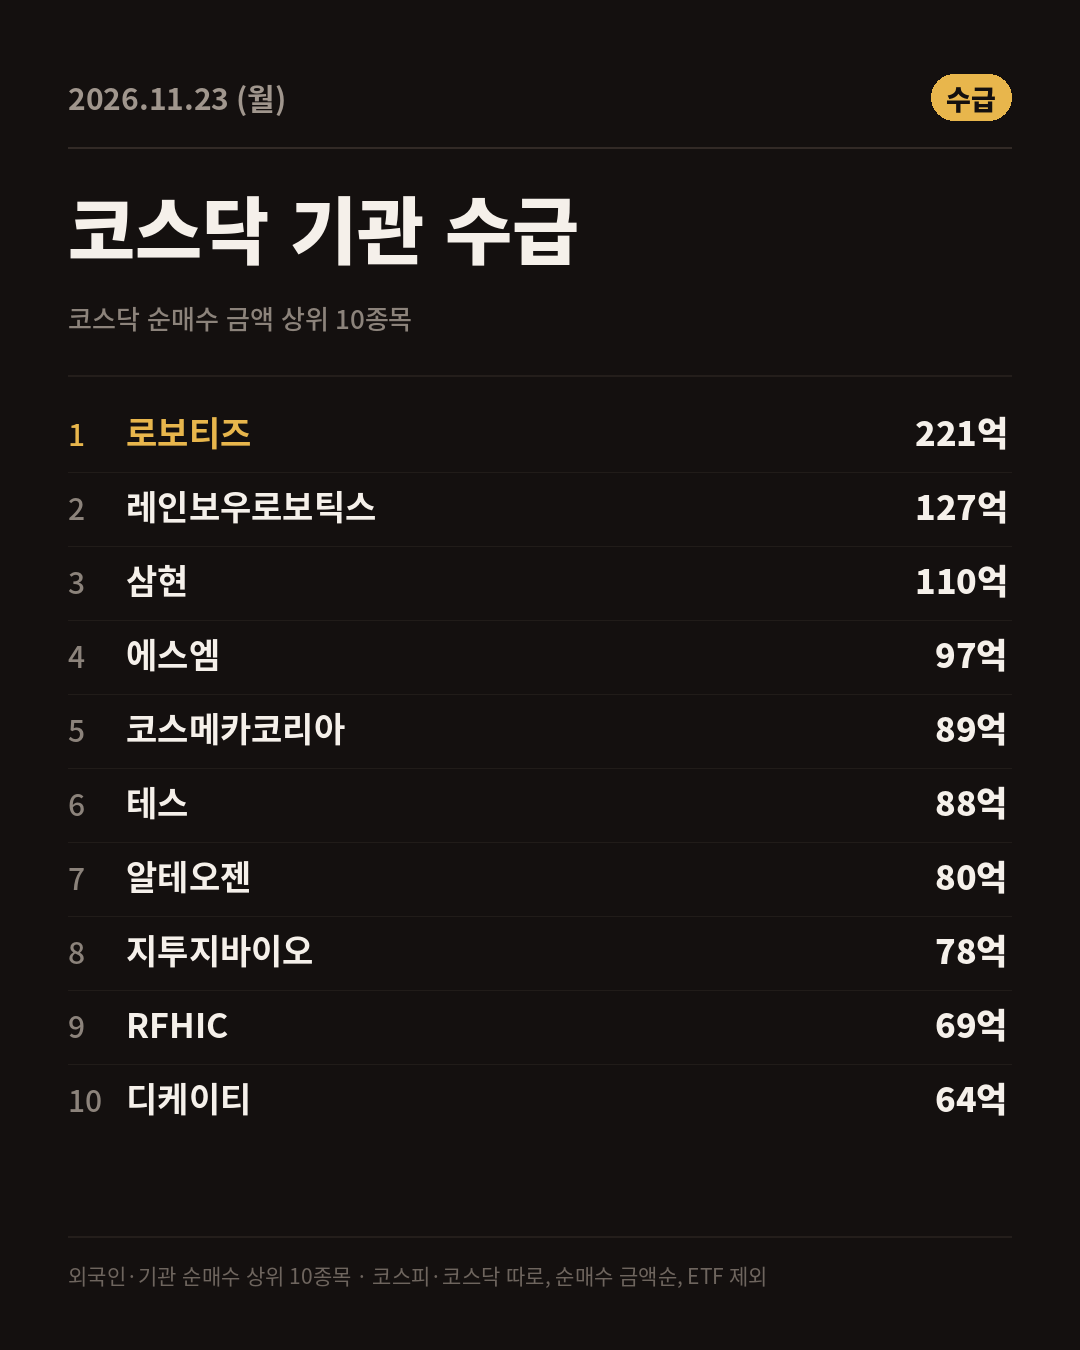 2026.11.23 (월)
수급
코스닥 기관 수급
코스닥 순매수 금액 상위 10종목
1 로보티즈 221억
2 레인보우로보틱스 127억
3 삼현 110억
4 에스엠 97억
5 코스메카코리아 89억
6 테스 88억
7 알테오젠 80억
8 지투지바이오 78억
9 RFHIC 69억
10 디케이티 64억
외국인·기관 순매수 상위 10종목 · 코스피·코스닥 따로, 순매수 금액순, ETF 제외